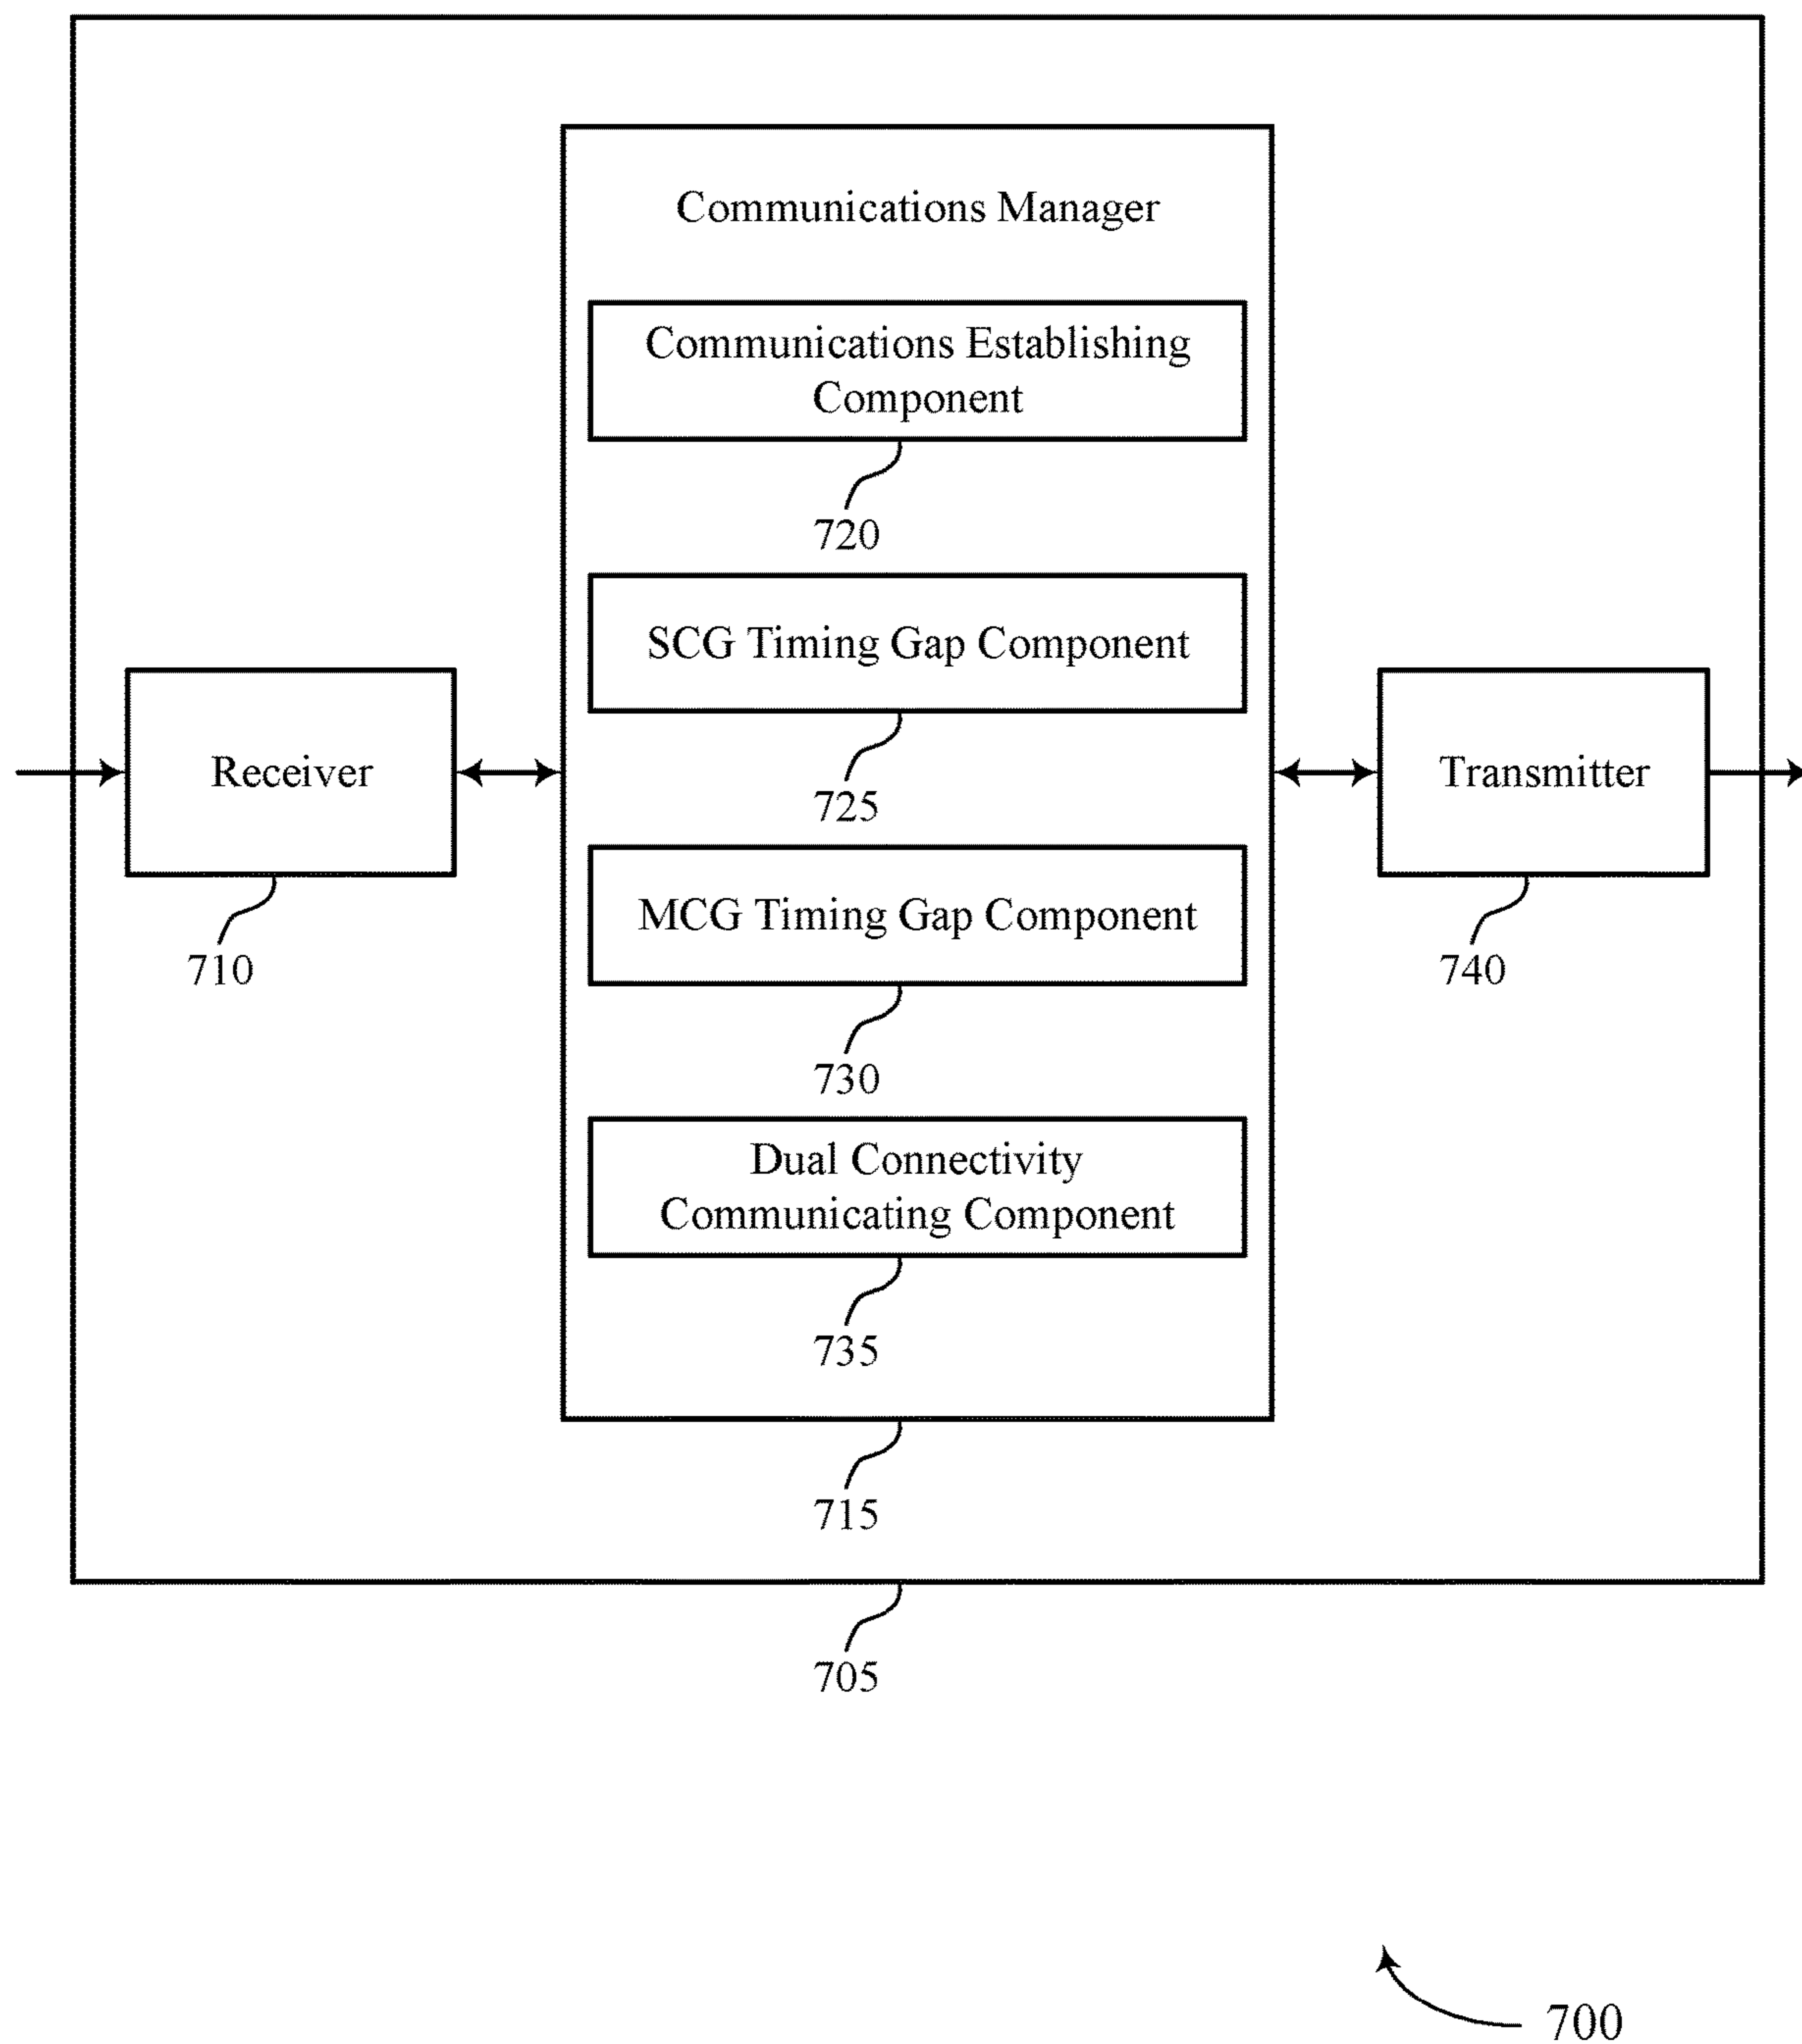 Communications Manager
Communications Establishing
Component
720
SCG Timing Gap Component
725
Receiver
710
MCG Timing Gap Component
730
Transmitter
740
Dual Connectivity
Communicating Component
735
715
705
700